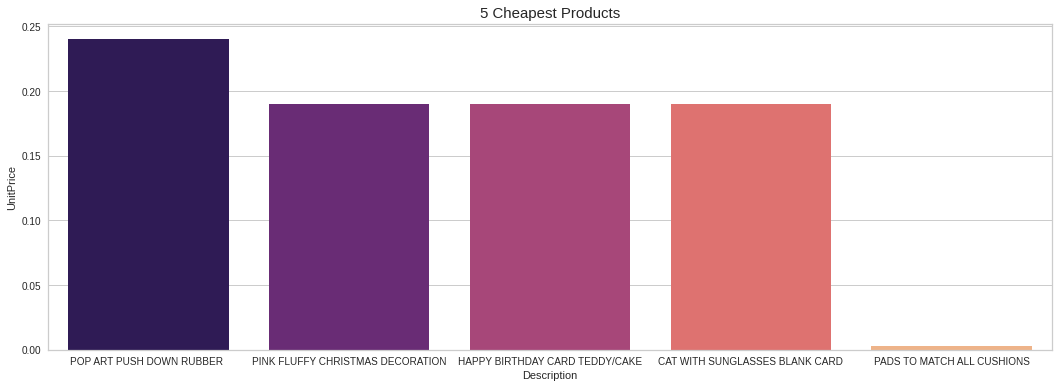 5 Cheapest Products
UnitPrice
0.25
0.20
0.15
0.10
0.05
0.00
POP ART PUSH DOWN RUBBER
PINK FLUFFY CHRISTMAS DECORATION
HAPPY BIRTHDAY CARD TEDDY/CAKE
CAT WITH SUNGLASSES BLANK CARD
PADS TO MATCH ALL CUSHIONS
Description